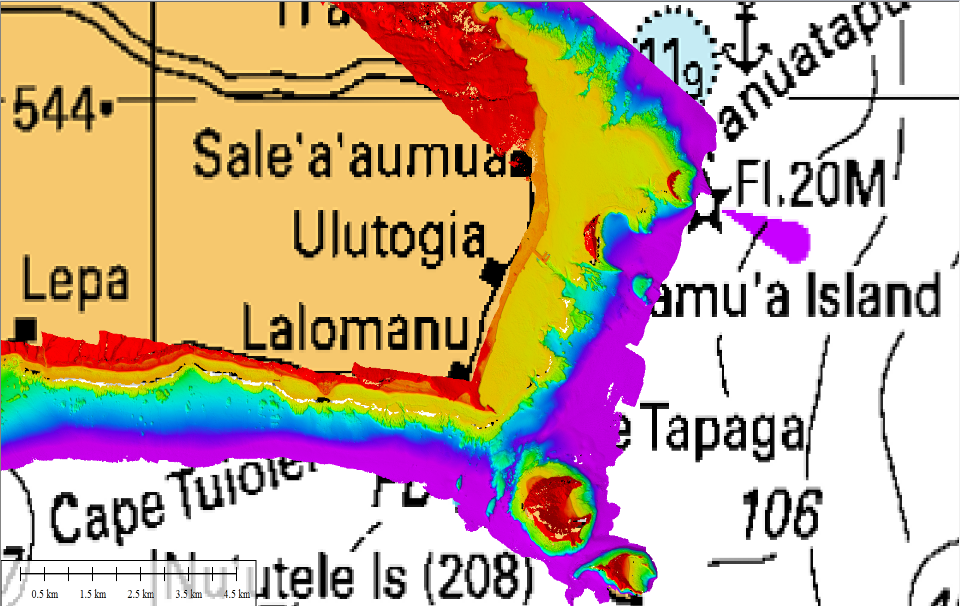 11₉
544
Sale'a'aumua
Fl.20M
Ulutogia
Lepa
amu'a Island
Lalomanu
e Tapaga
Cape
106
utele Is (208)
0.5 km 1.5 km 2.5 km 3.5 km 4.5 km